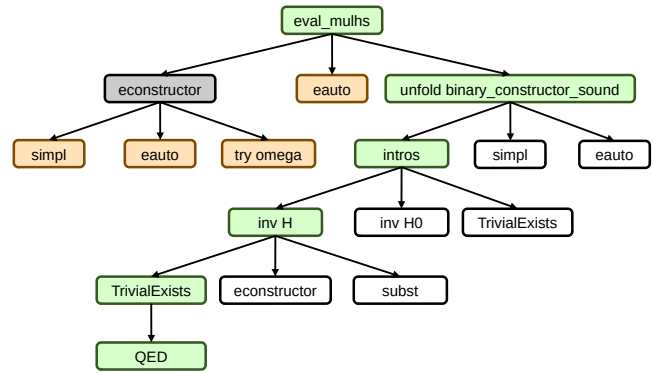 eval_mulhs
econstructor
eauto
unfold binary_constructor_sound
simpl
eauto
try omega
intros
simpl
eauto
inv H
inv H0
TrivialExists
TrivialExists
econstructor
subst
QED